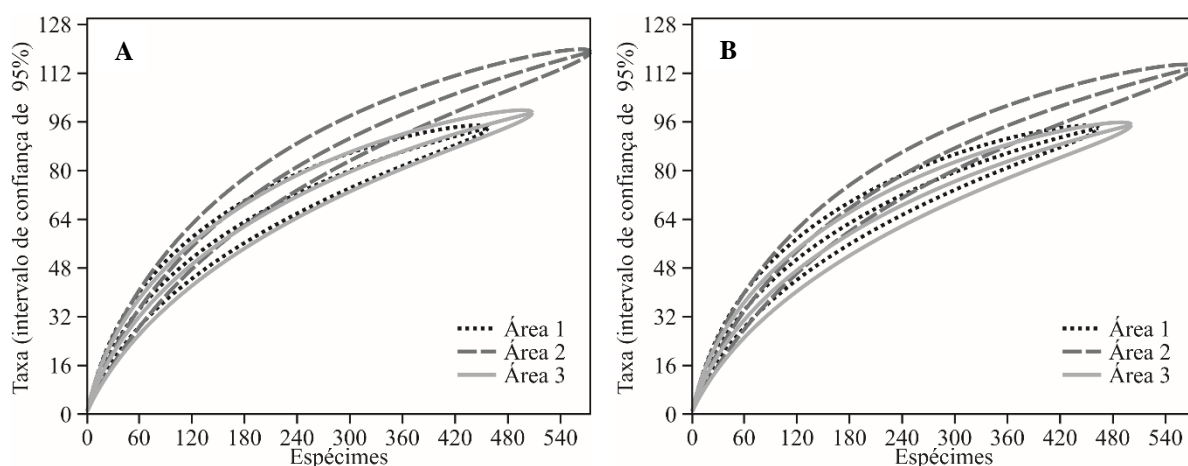 A
Taxa (intervalo de confiança de 95%)
128
112
96
80
64
48
32
16
0
0 60 120 180 240 300 360 420 480 540
Espécimes
Área 1
Área 2
Área 3
B
Taxa (intervalo de confiança de 95%)
128
112
96
80
64
48
32
16
0
0 60 120 180 240 300 360 420 480 540
Espécimes
Área 1
Área 2
Área 3